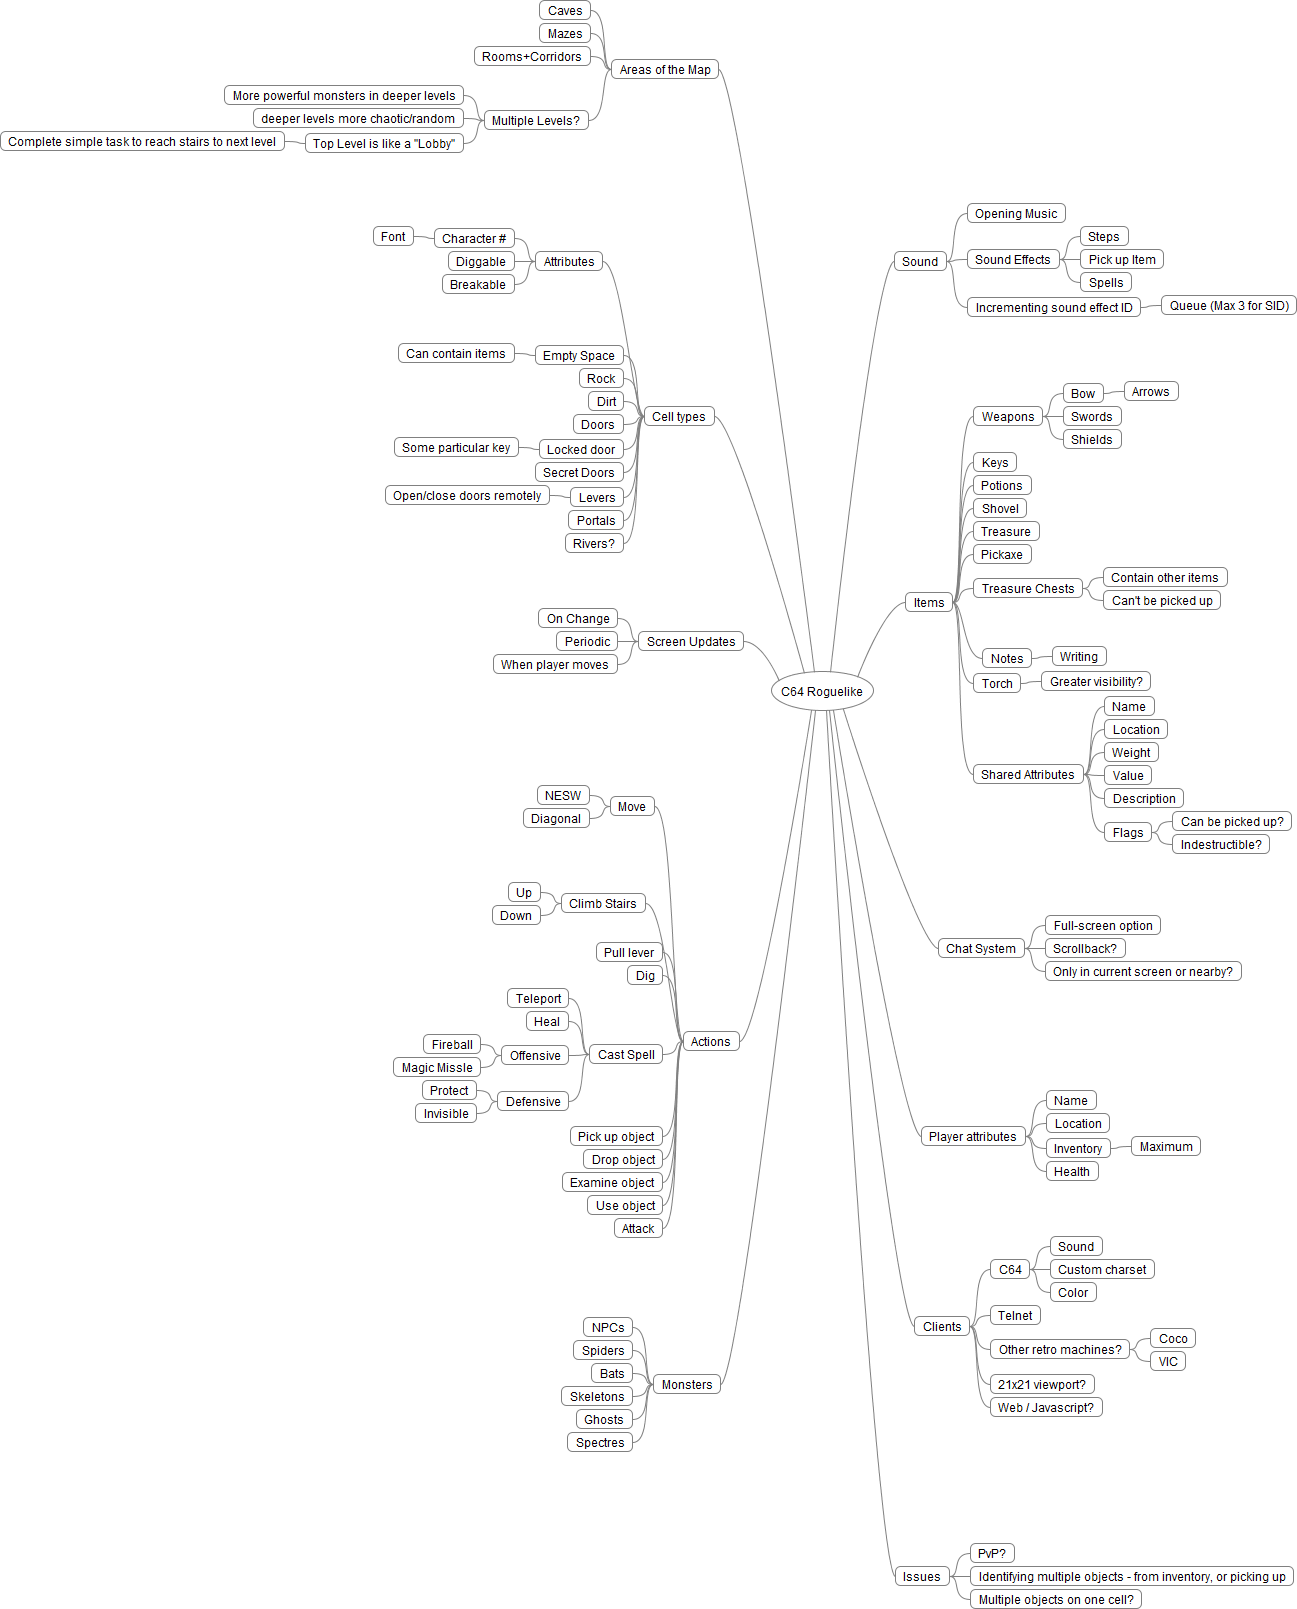 C64 Roguelike
Areas of the Map
Caves
Mazes
Rooms+Corridors
Multiple Levels?
More powerful monsters in deeper levels
deeper levels more chaotic/random
Top Level is like a "Lobby"
Complete simple task to reach stairs to next level
Cell types
Attributes
Character #
Font
Diggable
Breakable
Empty Space
Can contain items
Rock
Dirt
Doors
Locked door
Some particular key
Secret Doors
Levers
Open/close doors remotely
Portals
Rivers?
Screen Updates
On Change
Periodic
When player moves
Actions
Move
NESW
Diagonal
Climb Stairs
Up
Down
Pull lever
Dig
Cast Spell
Teleport
Heal
Offensive
Fireball
Magic Missle
Defensive
Protect
Invisible
Pick up object
Drop object
Examine object
Use object
Attack
Monsters
NPCs
Spiders
Bats
Skeletons
Ghosts
Spectres
Sound
Opening Music
Sound Effects
Steps
Pick up Item
Spells
Incrementing sound effect ID
Queue (Max 3 for SID)
Items
Weapons
Bow
Arrows
Swords
Shields
Keys
Potions
Shovel
Treasure
Pickaxe
Treasure Chests
Contain other items
Can't be picked up
Notes
Writing
Torch
Greater visibility?
Shared Attributes
Name
Location
Weight
Value
Description
Flags
Can be picked up?
Indestructible?
Chat System
Full-screen option
Scrollback?
Only in current screen or nearby?
Player attributes
Name
Location
Inventory
Maximum
Health
Clients
C64
Sound
Custom charset
Color
Telnet
Other retro machines?
Coco
VIC
21x21 viewport?
Web / Javascript?
Issues
PvP?
Identifying multiple objects - from inventory, or picking up
Multiple objects on one cell?